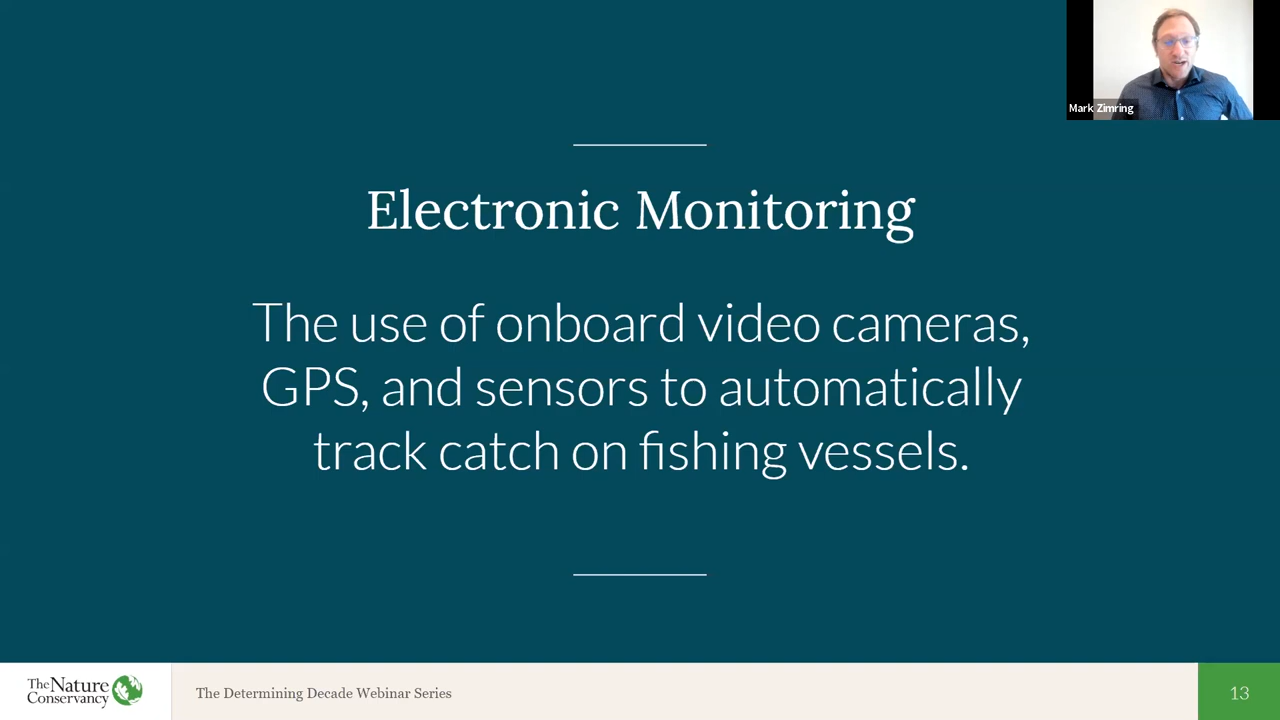 Mark Zimring
Electronic Monitoring
The use of onboard video cameras,
GPS, and sensors to automatically
track catch on fishing vessels.
The Nature
Conservancy
The Determining Decade Webinar Series
13